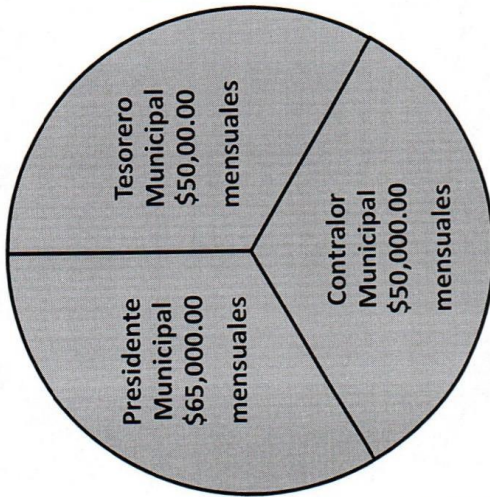 Presidente
Municipal
$65,000.00
mensuales
Tesorero
Municipal
$50,00.00
mensuales
Contralor
Municipal
$50,000.00
mensuales